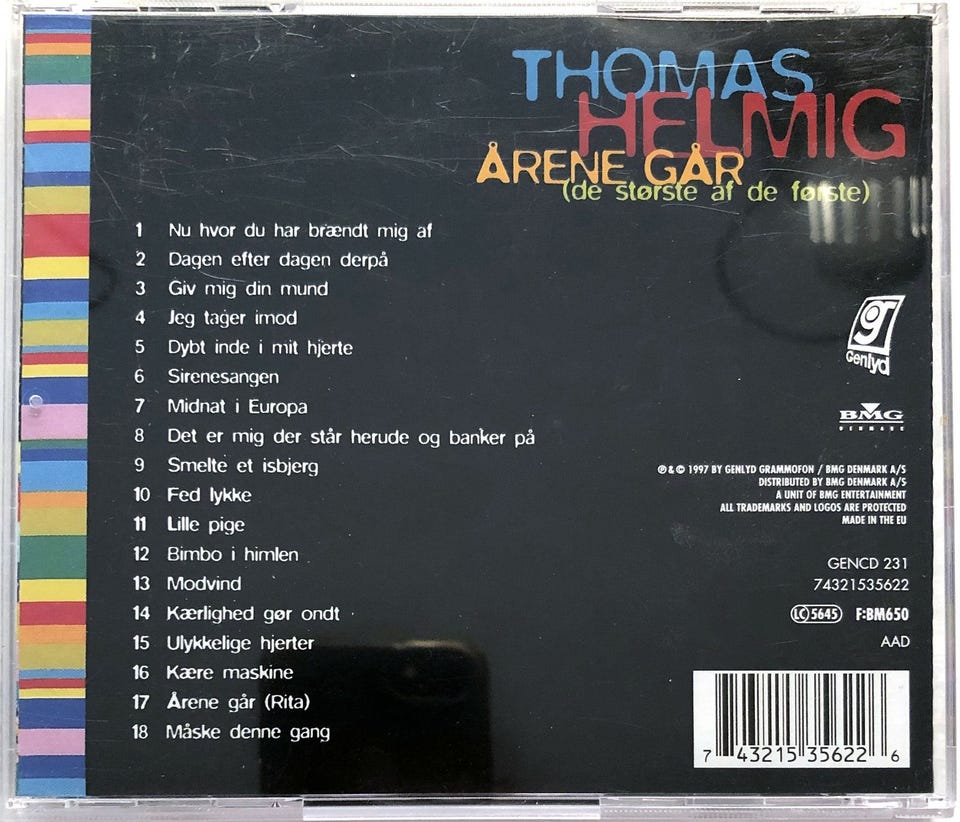 THOMAS
HELMIG
ÅRENE GÅR
(de største af de første)
1 Nu hvor du har brændt mig af
2 Dagen efter dagen derpå
3 Giv mig din mund
4 Jeg tager imod
5 Dybt inde i mit hjerte
6 Sirenesangen
7 Midnat i Europa
8 Det er mig der står herude og banker på
9 Smelte et isbjerg
10 Fed lykke
11 Lille pige
12 Bimbo i himlen
13 Modvind
14 Kærlighed gør ondt
15 Ulykkelige hjerter
16 Kære maskine
17 Årene går (Rita)
18 Måske denne gang
g
Genlyd
BMG
DENMARK
℗ & © 1997 BY GENLYD GRAMMOFON / BMG DENMARK A/S
DISTRIBUTED BY BMG DENMARK A/S
A UNIT OF BMG ENTERTAINMENT
ALL TRADEMARKS AND LOGOS ARE PROTECTED
MADE IN THE EU
GENCD 231
74321535622
LC 5645 F:BM650
AAD
7 43215 35622 6